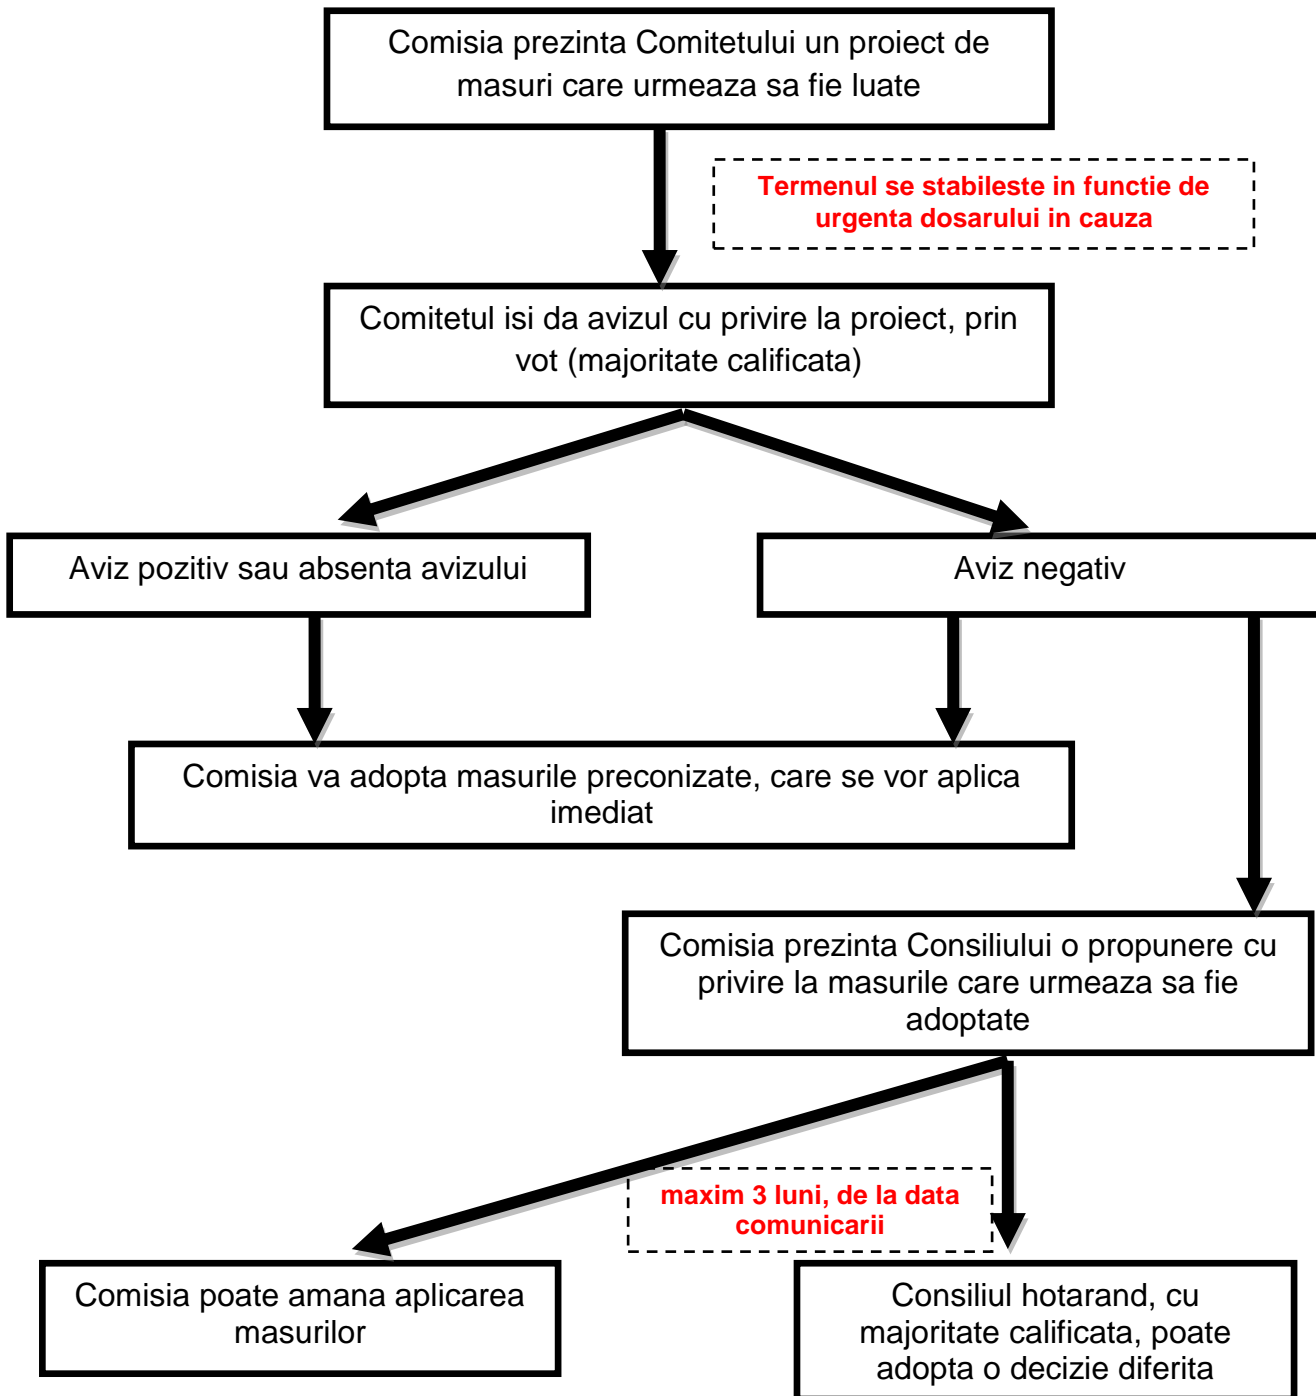 Comisia prezinta Comitetului un proiect de
masuri care urmeaza sa fie luate
Termenul se stabileste in functie de
urgenta dosarului in cauza
Comitetul isi da avizul cu privire la proiect, prin
vot (majoritate calificata)
Aviz pozitiv sau absenta avizului
Aviz negativ
Comisia va adopta masurile preconizate, care se vor aplica
imediat
Comisia prezinta Consiliului o propunere cu
privire la masurile care urmeaza sa fie
adoptate
maxim 3 luni, de la data
comunicarii
Comisia poate amana aplicarea
masurilor
Consiliul hotarand, cu
majoritate calificata, poate
adopta o decizie diferita